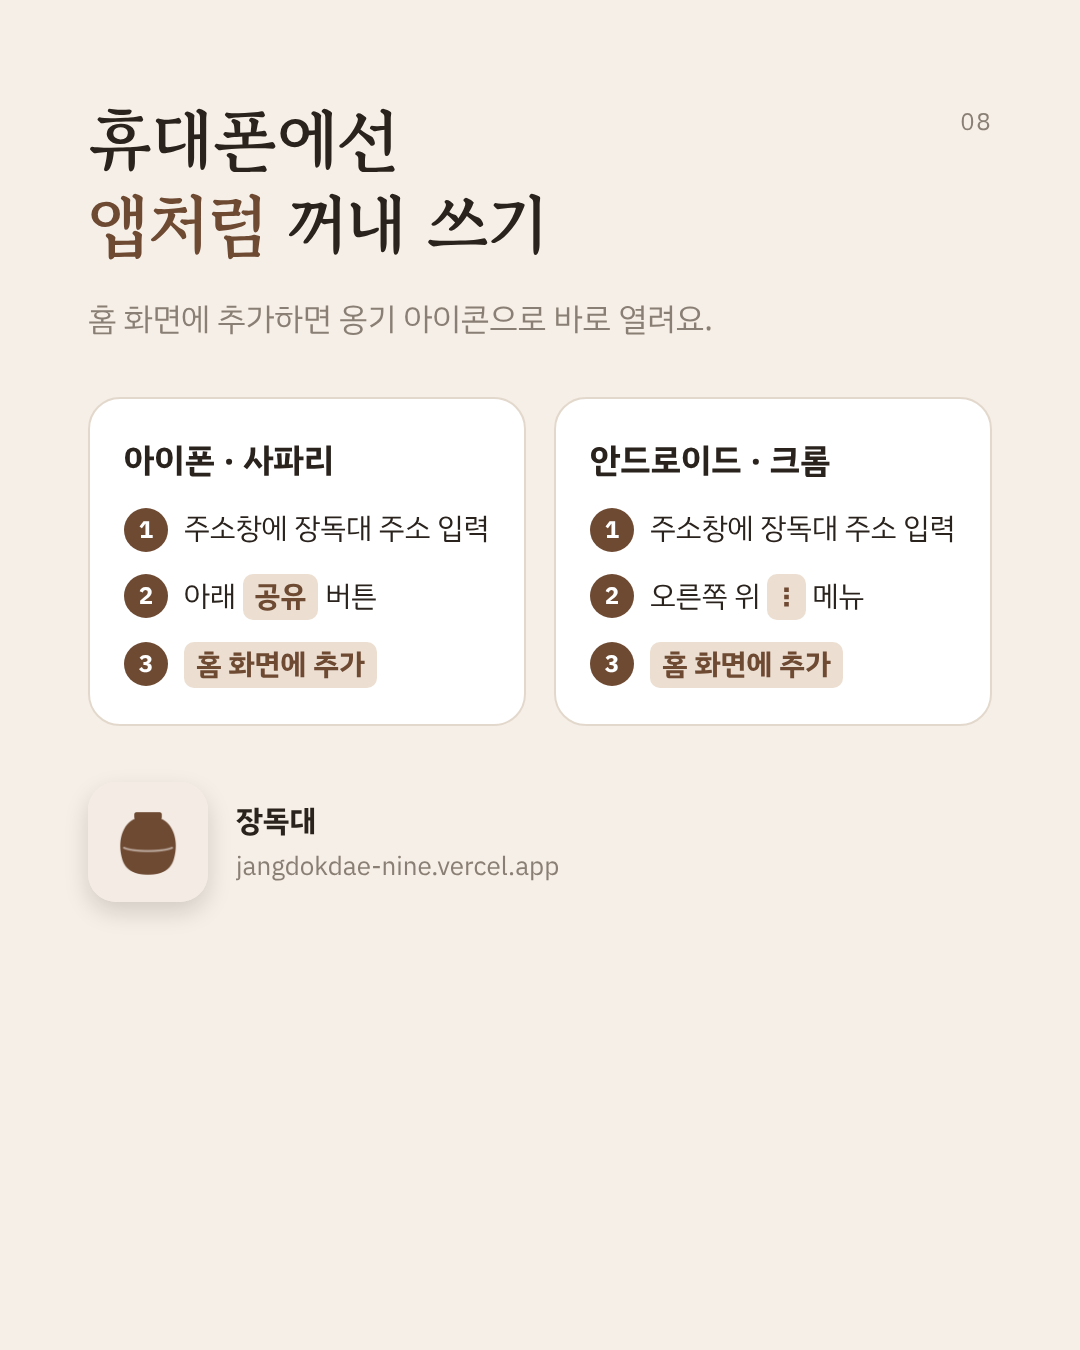 휴대폰에선
08
앱처럼 꺼내 쓰기
홈 화면에 추가하면 옹기 아이콘으로 바로 열려요.
아이폰 · 사파리
1 주소창에 장독대 주소 입력
2 아래 공유 버튼
3 홈 화면에 추가
안드로이드 · 크롬
1 주소창에 장독대 주소 입력
2 오른쪽 위 ⋮ 메뉴
3 홈 화면에 추가
장독대
jangdokdae-nine.vercel.app